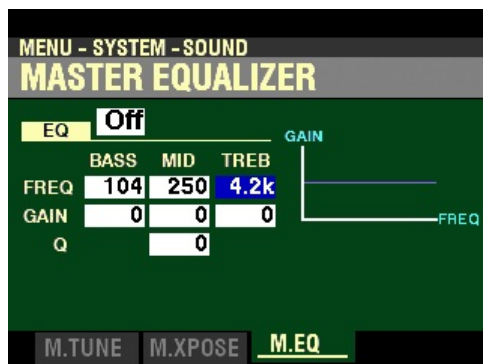 MENU - SYSTEM - SOUND
MASTER EQUALIZER
EQ Off
GAIN
BASS MID TREB
FREQ 104 250 4.2k
GAIN 0 0 0
FREQ
Q 0
M.TUNE M.XPOSE M.EQ